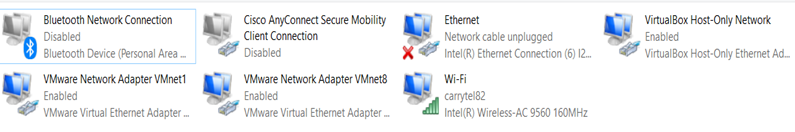 Bluetooth Network Connection
Disabled
Bluetooth Device (Personal Area ...
Cisco AnyConnect Secure Mobility
Client Connection
Disabled
Ethernet
Network cable unplugged
Intel(R) Ethernet Connection (6) I2...
VirtualBox Host-Only Network
Enabled
VirtualBox Host-Only Ethernet Ad...
VMware Network Adapter VMnet1
Enabled
VMware Virtual Ethernet Adapter ...
VMware Network Adapter VMnet8
Enabled
VMware Virtual Ethernet Adapter ...
Wi-Fi
carrytel82
Intel(R) Wireless-AC 9560 160MHz